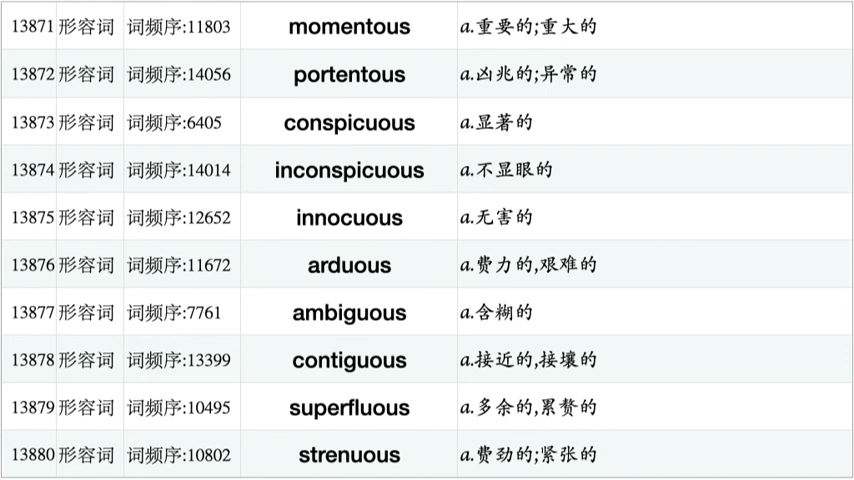 13871 形容词 词频序:11803 momentous a.重要的;重大的
13872 形容词 词频序:14056 portentous a.凶兆的;异常的
13873 形容词 词频序:6405 conspicuous a.显著的
13874 形容词 词频序:14014 inconspicuous a.不显眼的
13875 形容词 词频序:12652 innocuous a.无害的
13876 形容词 词频序:11672 arduous a.费力的,艰难的
13877 形容词 词频序:7761 ambiguous a.含糊的
13878 形容词 词频序:13399 contiguous a.接近的,接壤的
13879 形容词 词频序:10495 superfluous a.多余的,累赘的
13880 形容词 词频序:10802 strenuous a.费劲的;紧张的